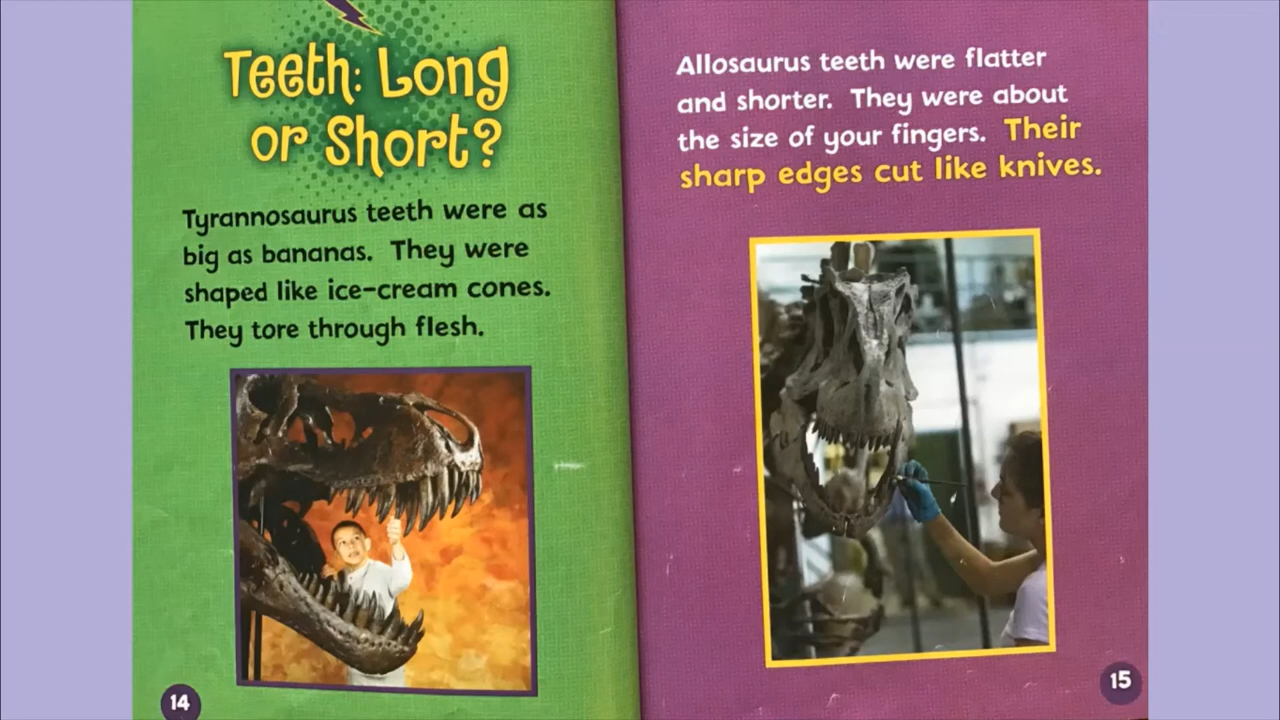 Teeth: Long
or Short?
Tyrannosaurus teeth were as
big as bananas. They were
shaped like ice-cream cones.
They tore through flesh.
14
Allosaurus teeth were flatter
and shorter. They were about
the size of your fingers. Their
sharp edges cut like knives.
15